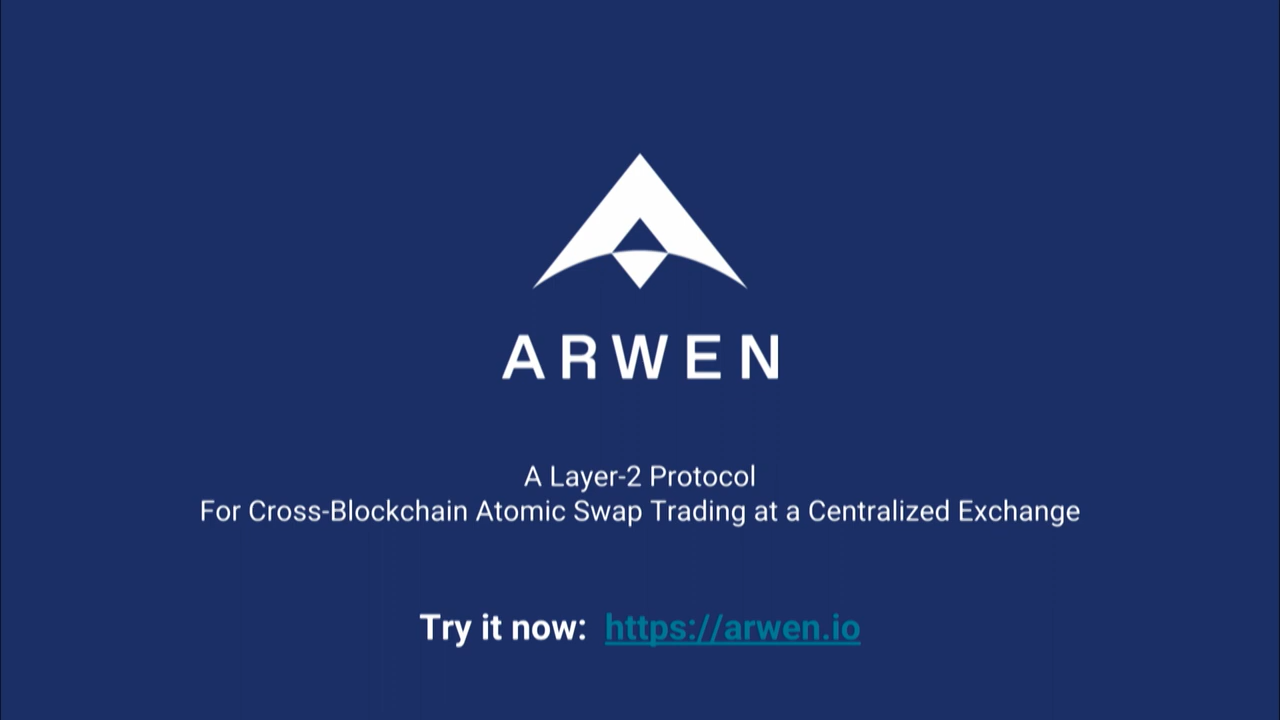 ARWEN
A Layer-2 Protocol
For Cross-Blockchain Atomic Swap Trading at a Centralized Exchange
Try it now: https://arwen.io